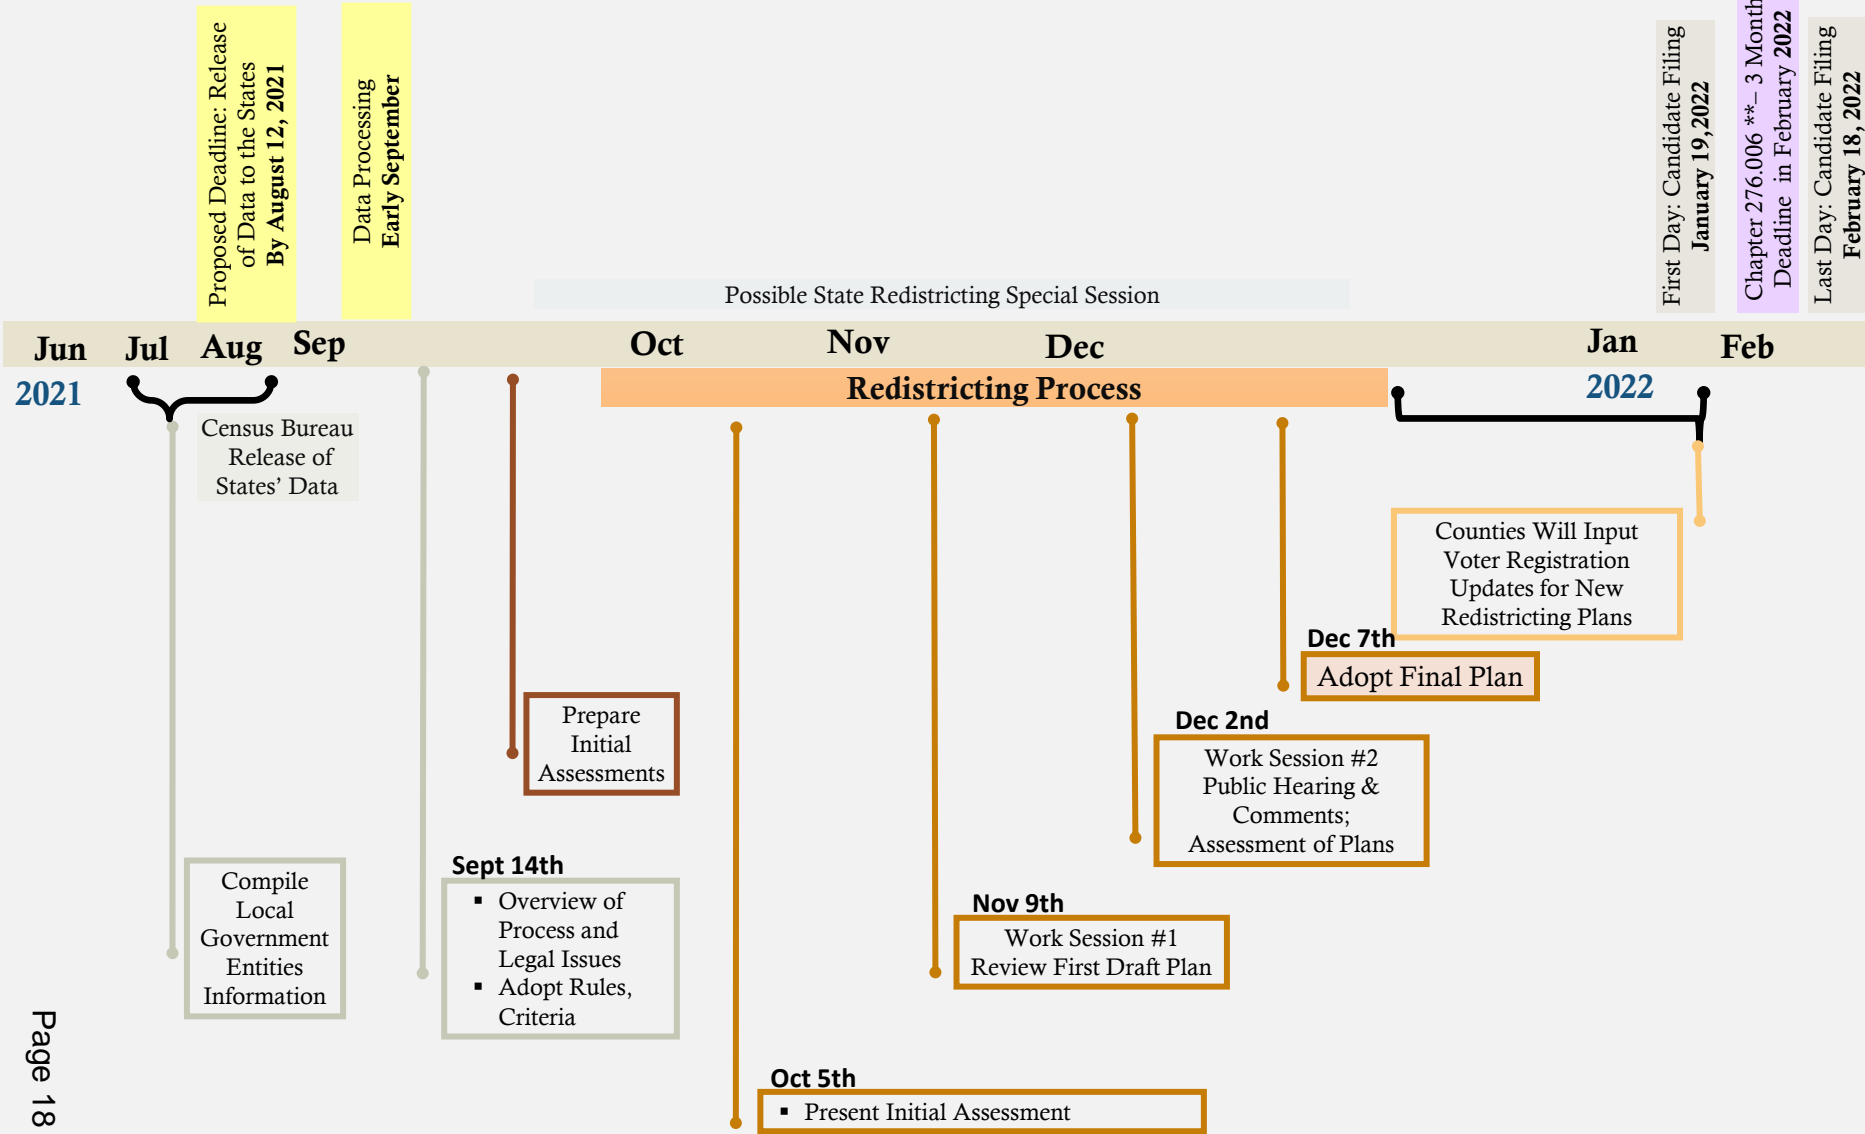 Proposed Deadline: Release
of Data to the States
By August 12, 2021
Data Processing
Early September
First Day: Candidate Filing
January 19,2022
Chapter 276.006 **– 3 Month
Deadline in February 2022
Last Day: Candidate Filing
February 18, 2022
Possible State Redistricting Special Session
Jun Jul Aug Sep Oct Nov Dec Jan Feb
2021
2022
Redistricting Process
Census Bureau
Release of
States’ Data
Counties Will Input
Voter Registration
Updates for New
Redistricting Plans
Dec 7th
Adopt Final Plan
Prepare
Initial
Assessments
Dec 2nd
Work Session #2
Public Hearing &
Comments;
Assessment of Plans
Compile
Local
Government
Entities
Information
Sept 14th
▪ Overview of
Process and
Legal Issues
▪ Adopt Rules,
Criteria
Nov 9th
Work Session #1
Review First Draft Plan
Oct 5th
▪ Present Initial Assessment
Page 18